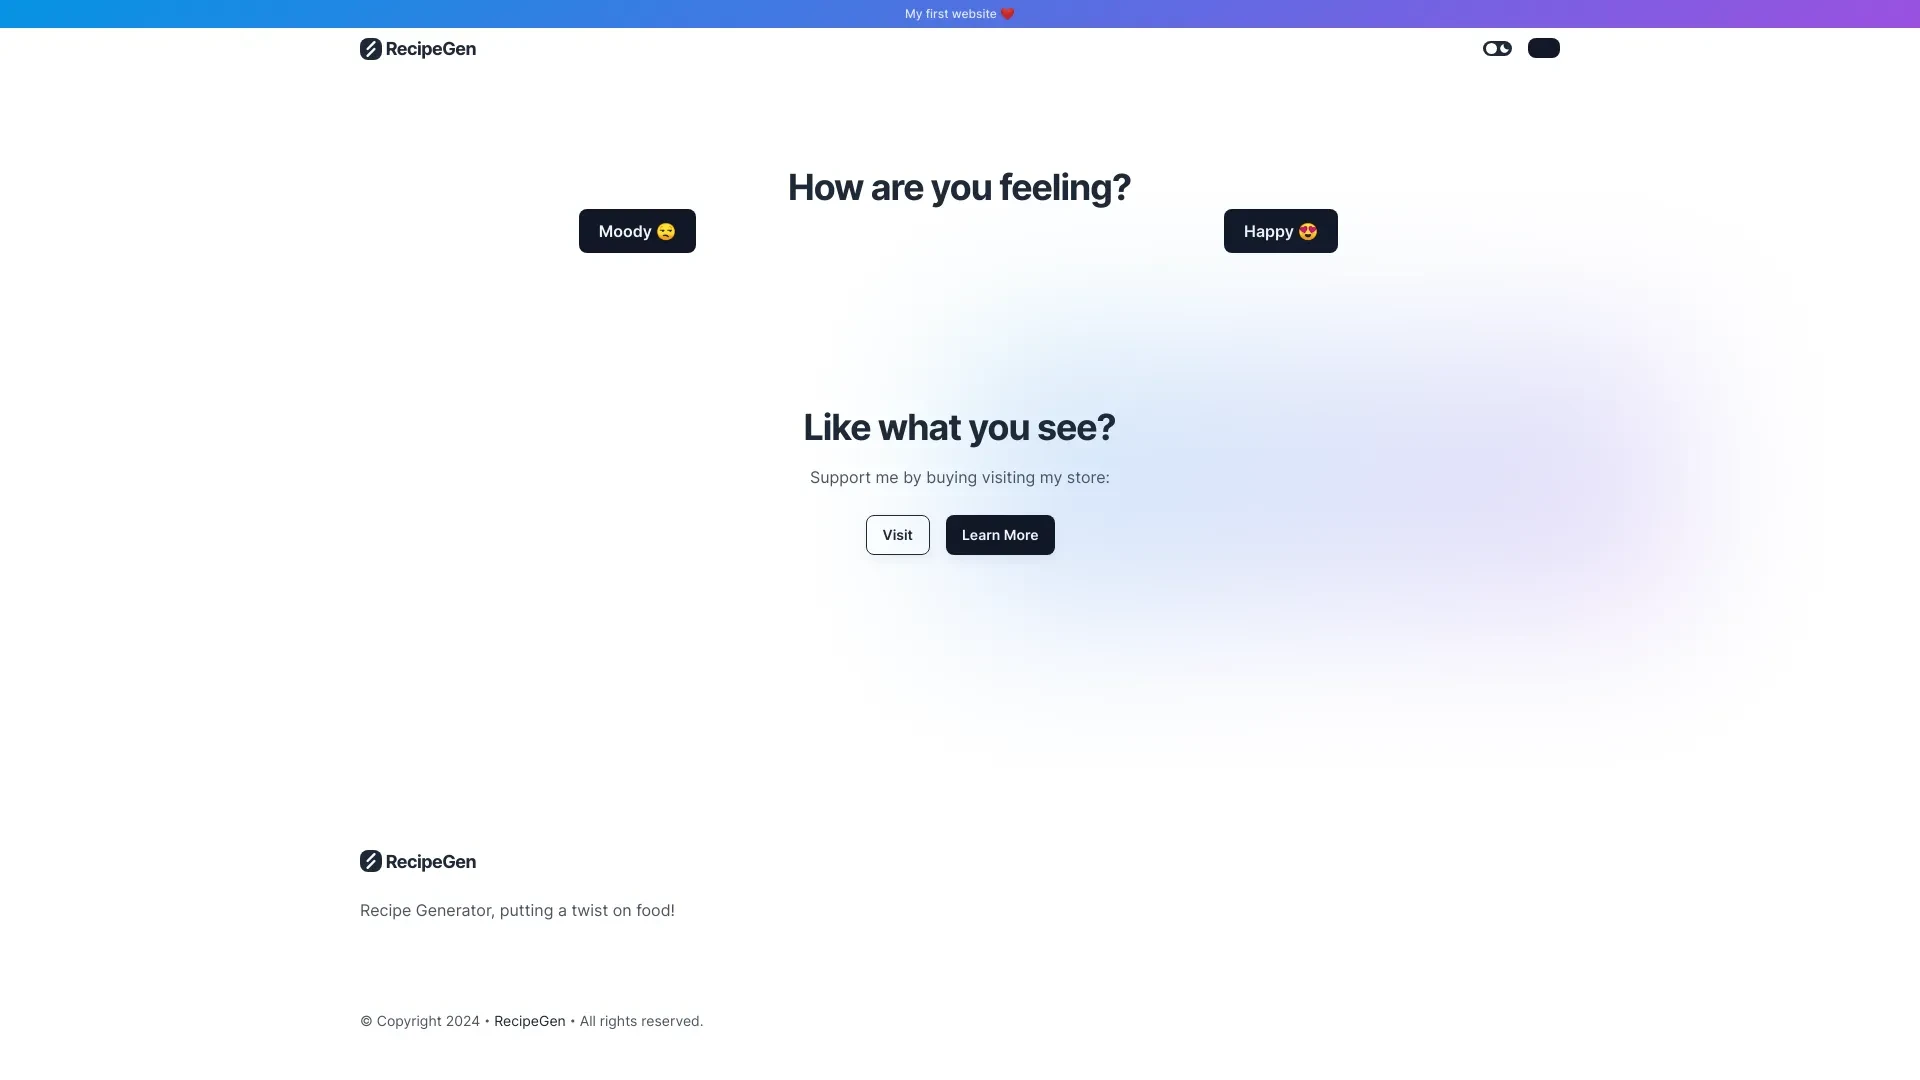 My first website ❤️
RecipeGen
How are you feeling?
Moody 😒
Happy 😍
Like what you see?
Support me by buying visiting my store:
Visit
Learn More
RecipeGen
Recipe Generator, putting a twist on food!
© Copyright 2024 • RecipeGen • All rights reserved.